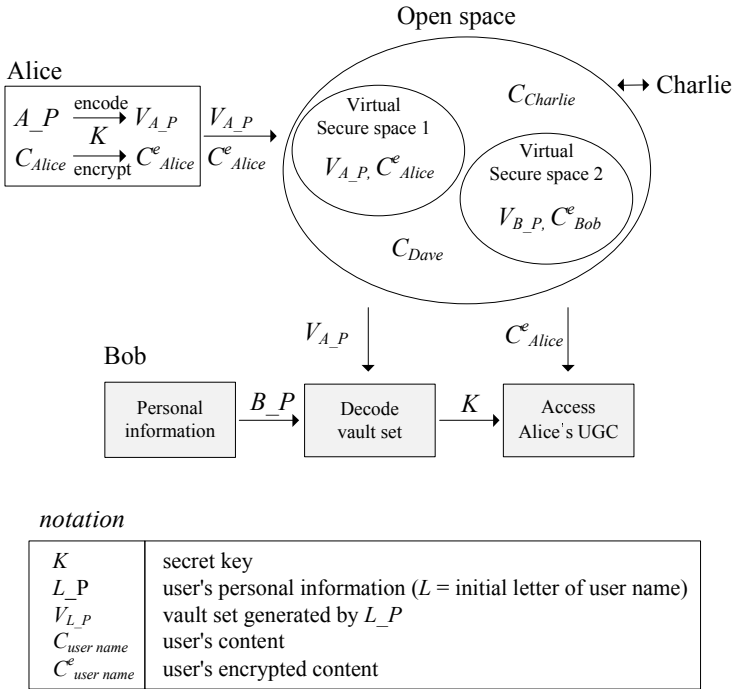 Open space
Alice
A_P encode V_A_P
K
C_Alice encrypt C^e_Alice
V_A_P
C^e_Alice
Virtual
Secure space 1
V_A_P, C^e_Alice
C_Charlie
Charlie
Virtual
Secure space 2
V_B_P, C^e_Bob
C_Dave
V_A_P
C^e_Alice
Bob
Personal
information
B_P
Decode
vault set
K
Access
Alice's UGC
notation
K secret key
L_P user's personal information (L = initial letter of user name)
V_L_P vault set generated by L_P
C_user name user's content
C^e_user name user's encrypted content